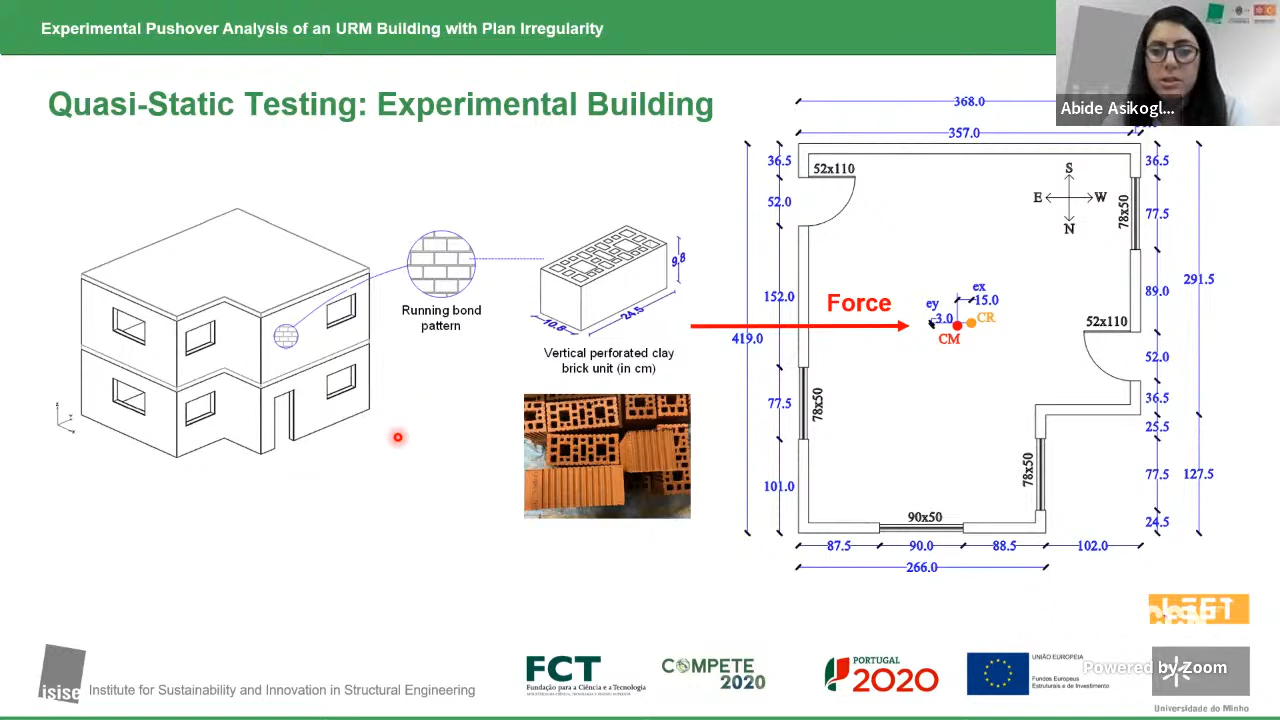 Experimental Pushover Analysis of an URM Building with Plan Irregularity
Abide Asikogl...
Quasi-Static Testing: Experimental Building
368.0
357.0
36.5
52x110
52.0
S
E
W
N
78x50
36.5
77.5
9,8
10.8
24.5
Running bond
pattern
Vertical perforated clay
brick unit (in cm)
Force
152.0
419.0
ex
15.0
ey
3.0
CR
CM
89.0
291.5
52x110
52.0
36.5
77.5
78x50
25.5
78x50
77.5
127.5
101.0
24.5
90x50
87.5
90.0
88.5
102.0
266.0
isise
Institute for Sustainability and Innovation in Structural Engineering
FCT
Fundação para a Ciência e a Tecnologia
COMPETE
2020
PORTUGAL
2020
UNIÃO EUROPEIA
Fundos Europeus
Estruturais e de Investimento
Powered by Zoom
Universidade do Minho